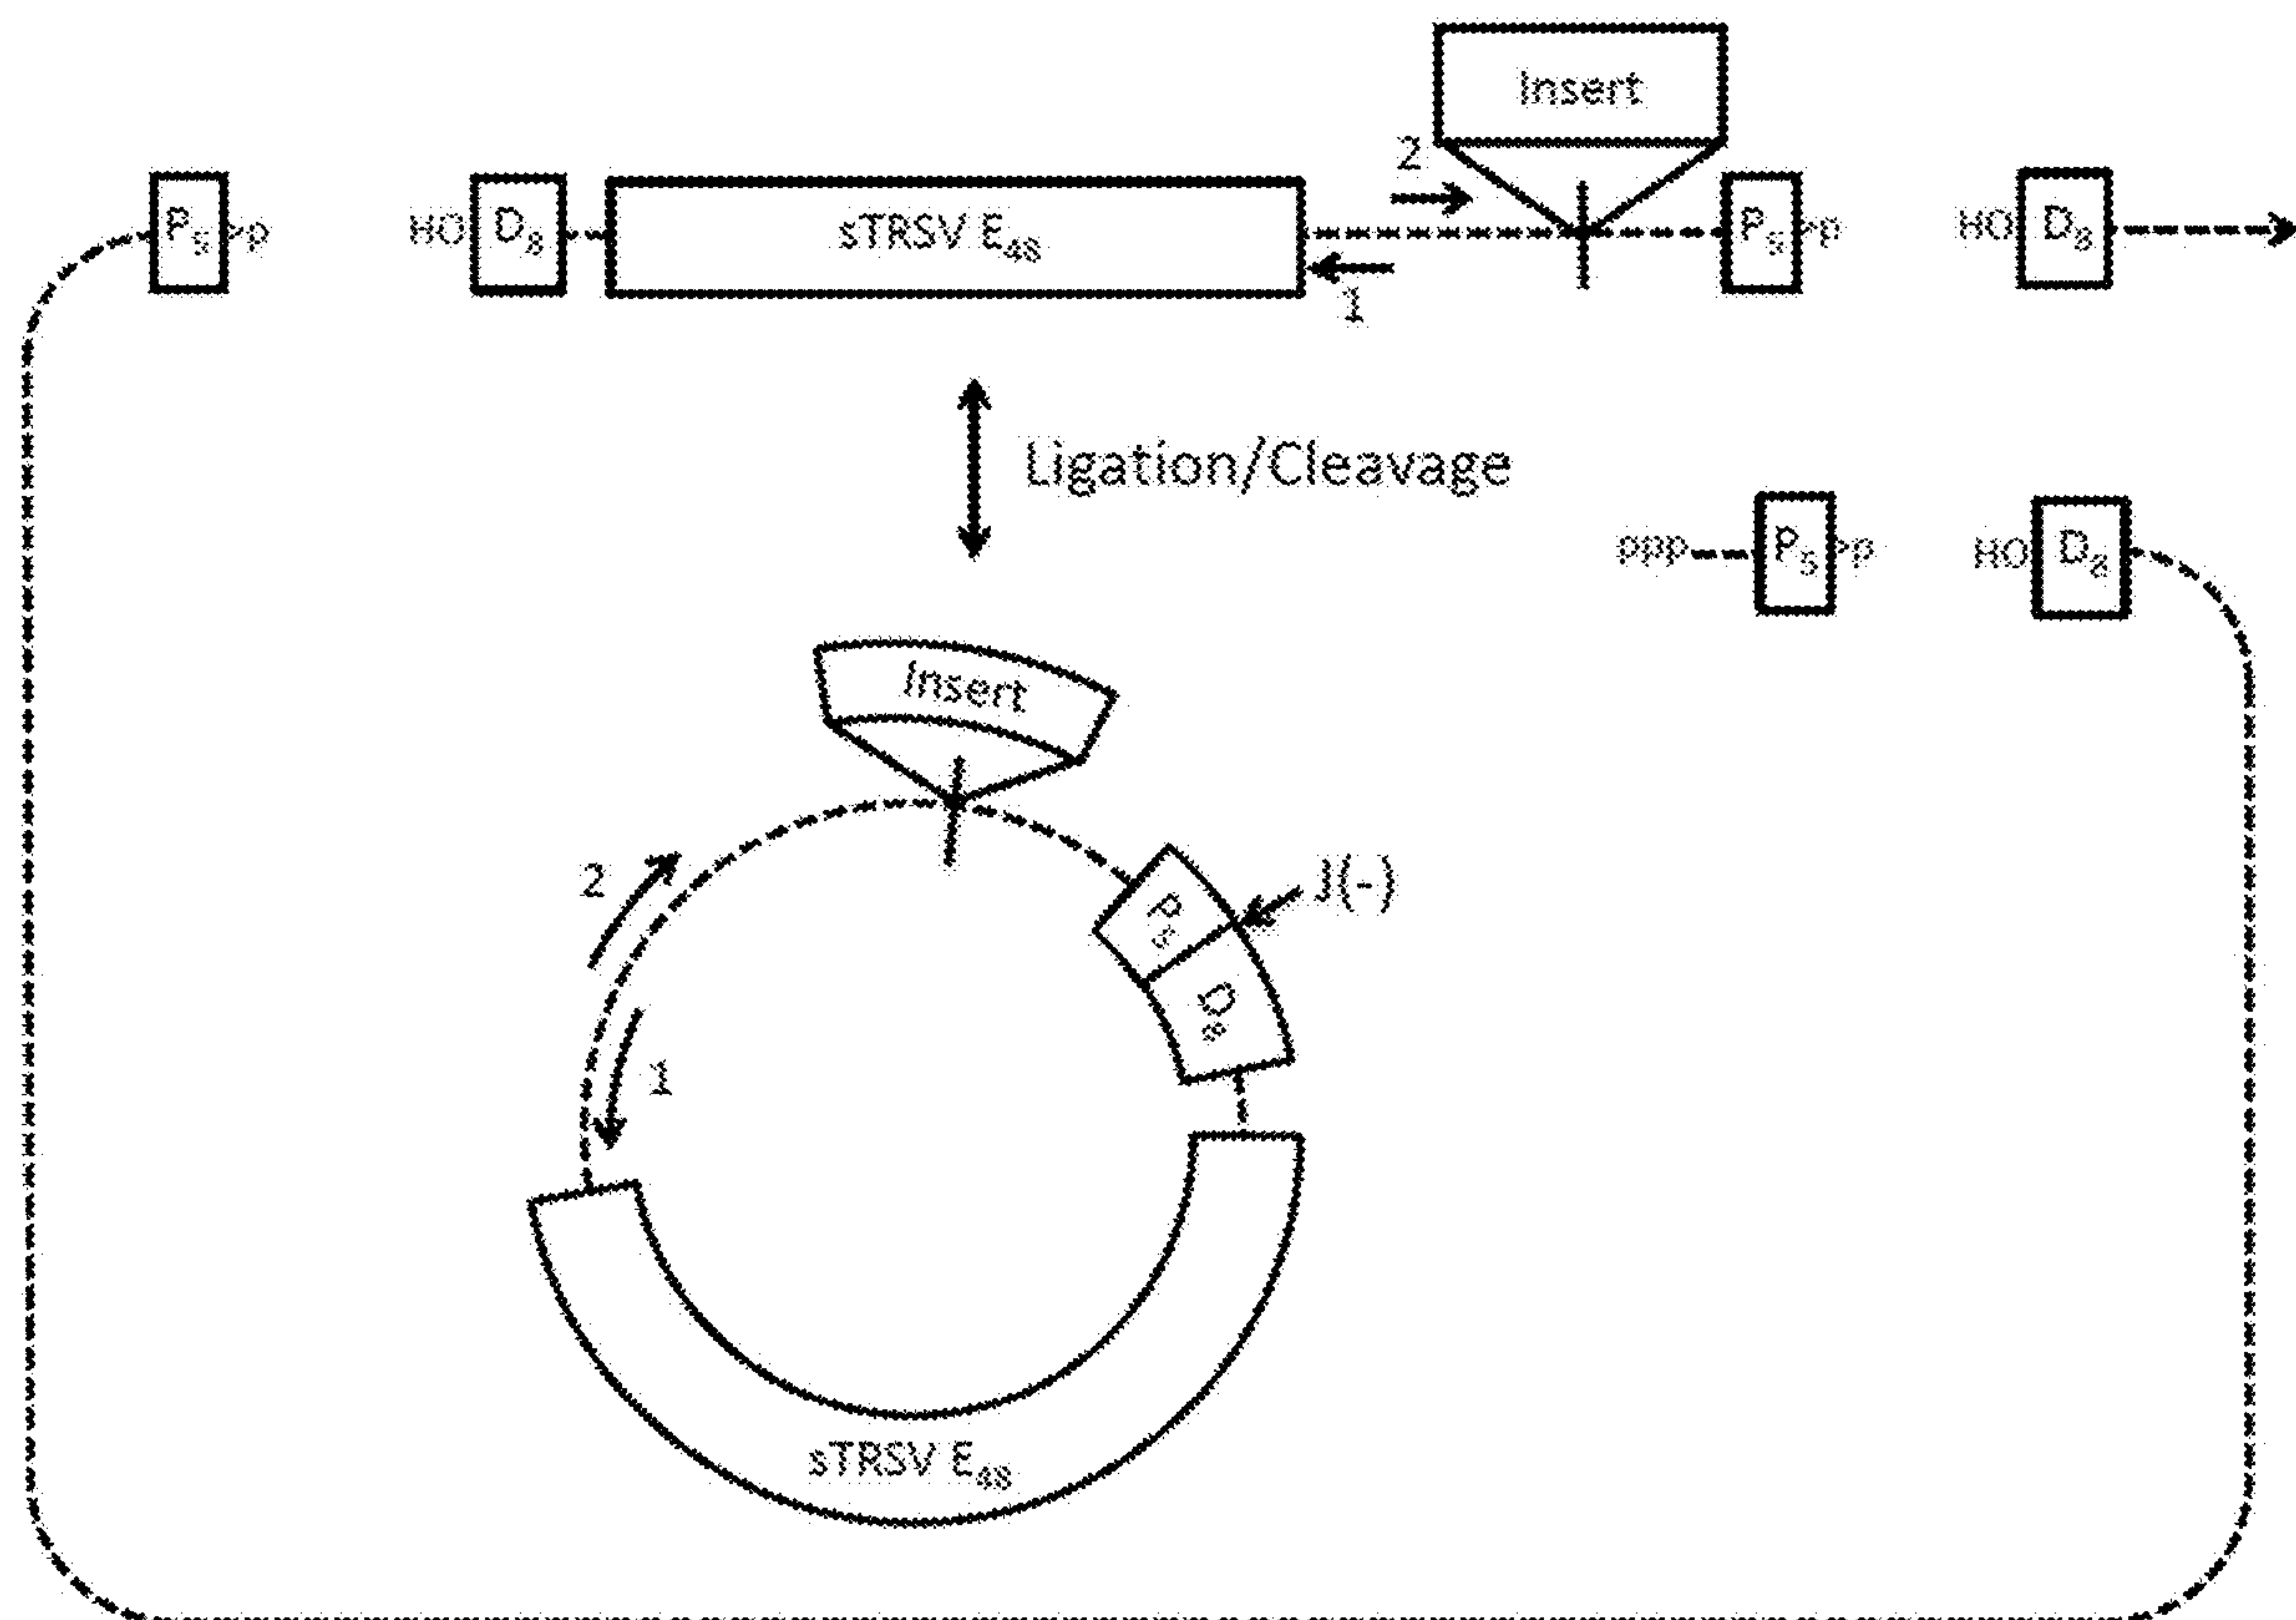 Insert
2
P₅ >p
HO D₈
sTRSV E₄₈
P₅ >p
HO D₈
1
Ligation/Cleavage
ppp P₅ >p
HO D₈
Insert
2
P₅
J(-)
D₈
1
sTRSV E₄₈